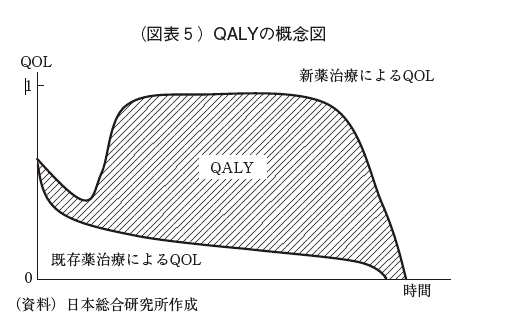 （図表５）QALYの概念図
QOL
新薬治療によるQOL
1
QALY
既存薬治療によるQOL
0
時間
（資料）日本総合研究所作成